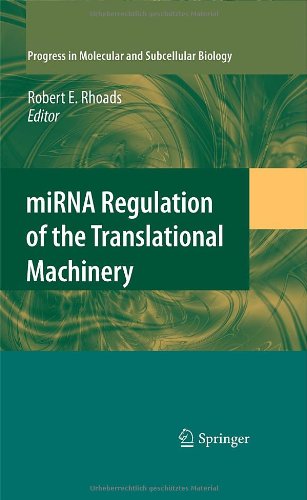 Urheberrechtlich geschütztes Material
Progress in Molecular and Subcellular Biology
Robert E. Rhoads
Editor
miRNA Regulation
of the Translational
Machinery
Springer
Urheberrechtlich geschütztes Material